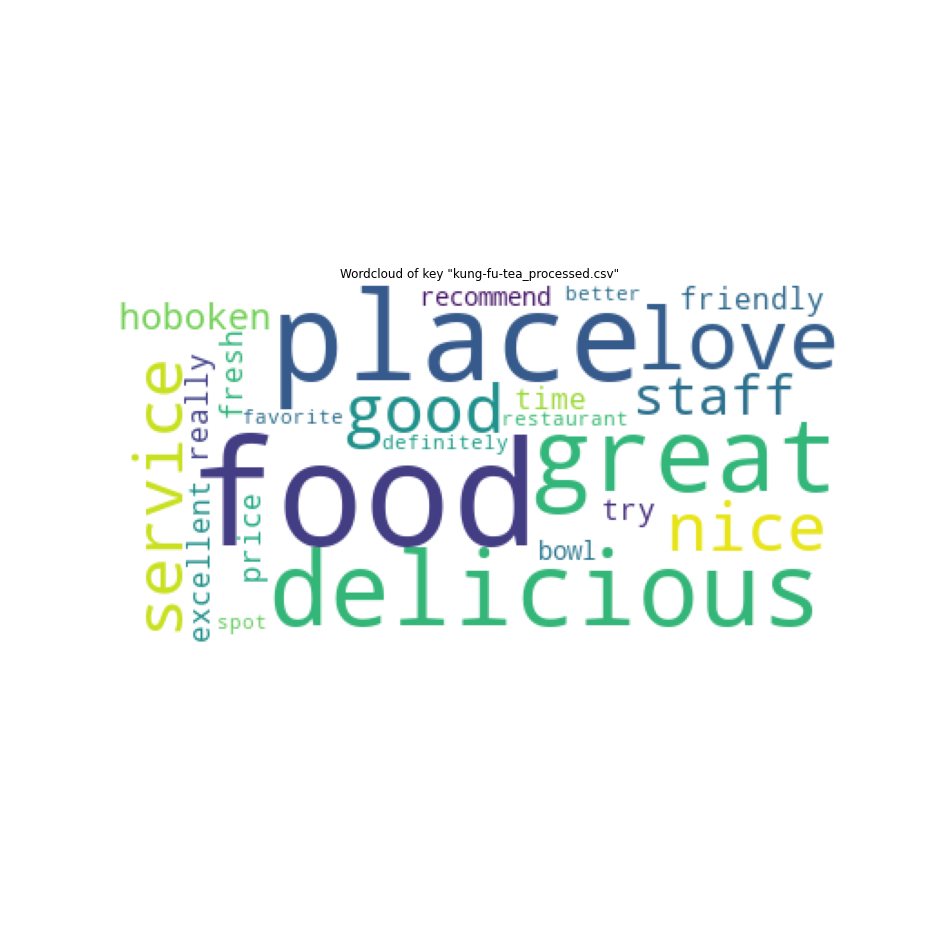 Wordcloud of key "kung-fu-tea_processed.csv"
recommend
better
friendly
hoboken
place
love
fresh
really
service
staff
good
time
favorite
restaurant
definitely
great
food
excellent
price
try
nice
bowl
delicious
spot